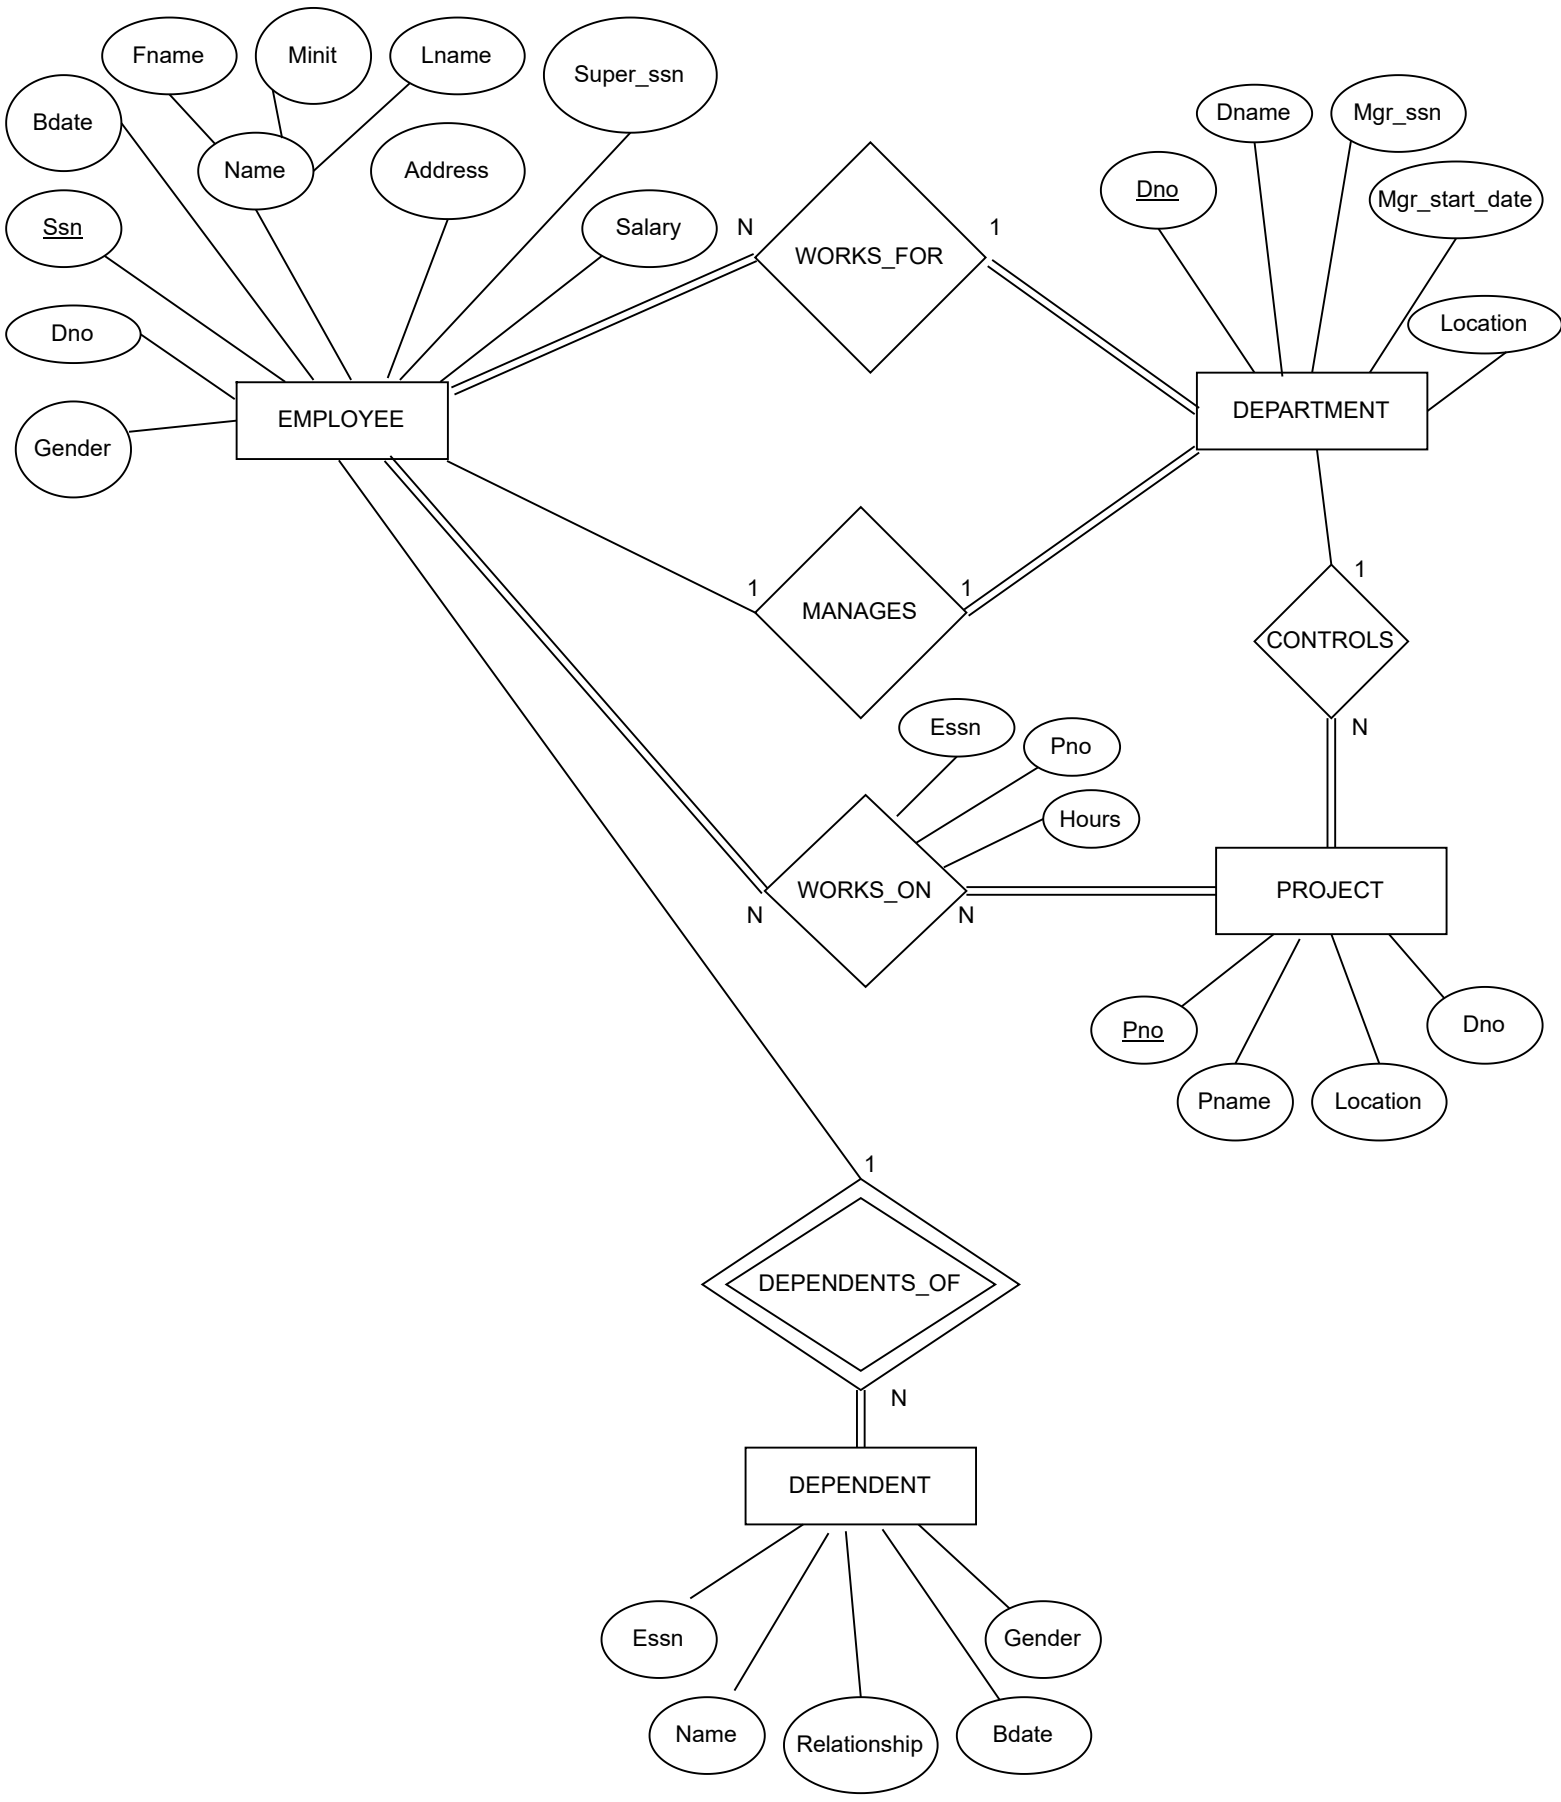 Fname
Minit
Lname
Super_ssn
Bdate
Name
Address
Ssn
Salary
Dno
Gender
EMPLOYEE
N
WORKS_FOR
1
Dname
Mgr_ssn
Dno
Mgr_start_date
Location
DEPARTMENT
1
MANAGES
1
1
CONTROLS
N
Essn
Pno
Hours
N
WORKS_ON
N
PROJECT
Pno
Pname
Location
Dno
1
DEPENDENTS_OF
N
DEPENDENT
Essn
Name
Relationship
Bdate
Gender